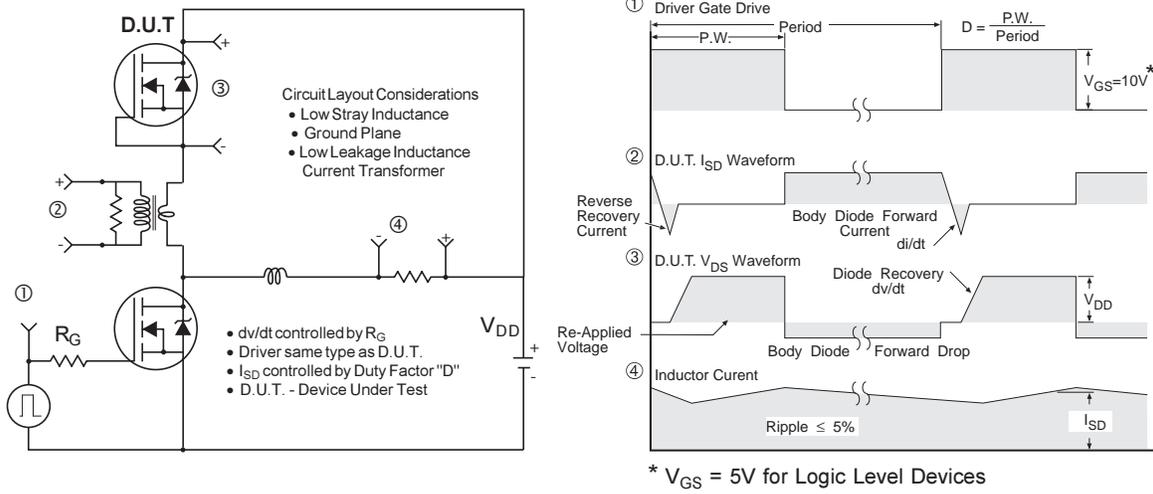 D.U.T
+
③
-
Circuit Layout Considerations
• Low Stray Inductance
• Ground Plane
• Low Leakage Inductance
Current Transformer
+
②
-
④
-
+
①
R_G
V_DD
+
-
• dv/dt controlled by R_G
• Driver same type as D.U.T.
• I_SD controlled by Duty Factor "D"
• D.U.T. - Device Under Test
① Driver Gate Drive
P.W.
Period
D = P.W.
Period
V_GS=10V*
② D.U.T. I_SD Waveform
Reverse
Recovery
Current
Body Diode Forward
Current
di/dt
③ D.U.T. V_DS Waveform
Diode Recovery
dv/dt
V_DD
Re-Applied
Voltage
Body Diode Forward Drop
④ Inductor Curent
Ripple ≤ 5%
I_SD
* V_GS = 5V for Logic Level Devices